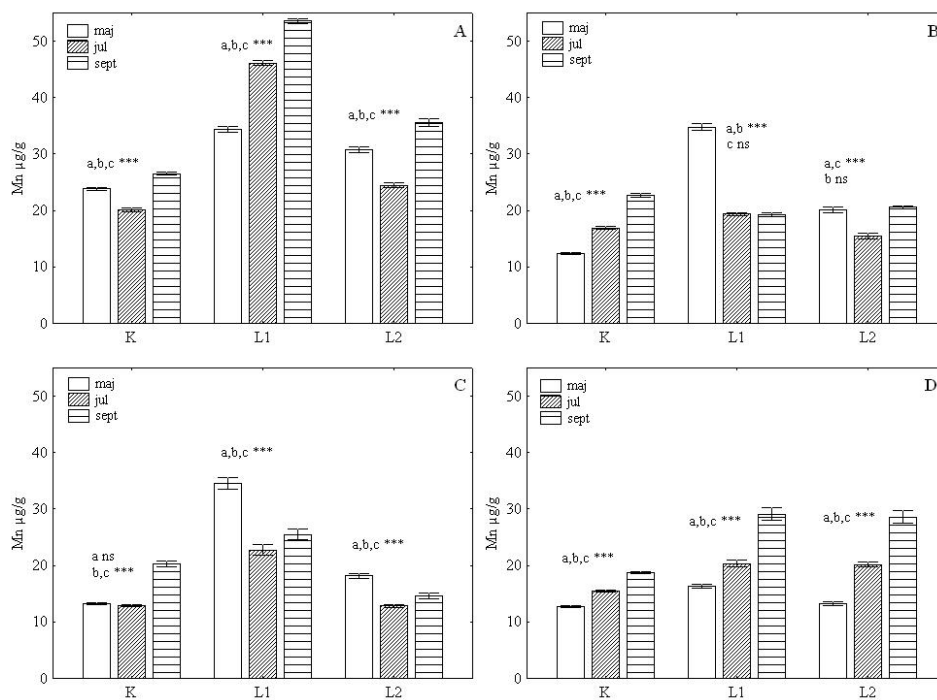 A
maj
jul
sept
Mn µg/g
50
40
30
20
10
0
a,b,c ***
a,b,c ***
a,b,c ***
K L1 L2
B
maj
jul
sept
Mn µg/g
50
40
30
20
10
0
a,b,c ***
a,b ***
c ns
a,c ***
b ns
K L1 L2
C
maj
jul
sept
Mn µg/g
50
40
30
20
10
0
a ns
b,c ***
a,b,c ***
a,b,c ***
K L1 L2
D
maj
jul
sept
Mn µg/g
50
40
30
20
10
0
a,b,c ***
a,b,c ***
a,b,c ***
K L1 L2